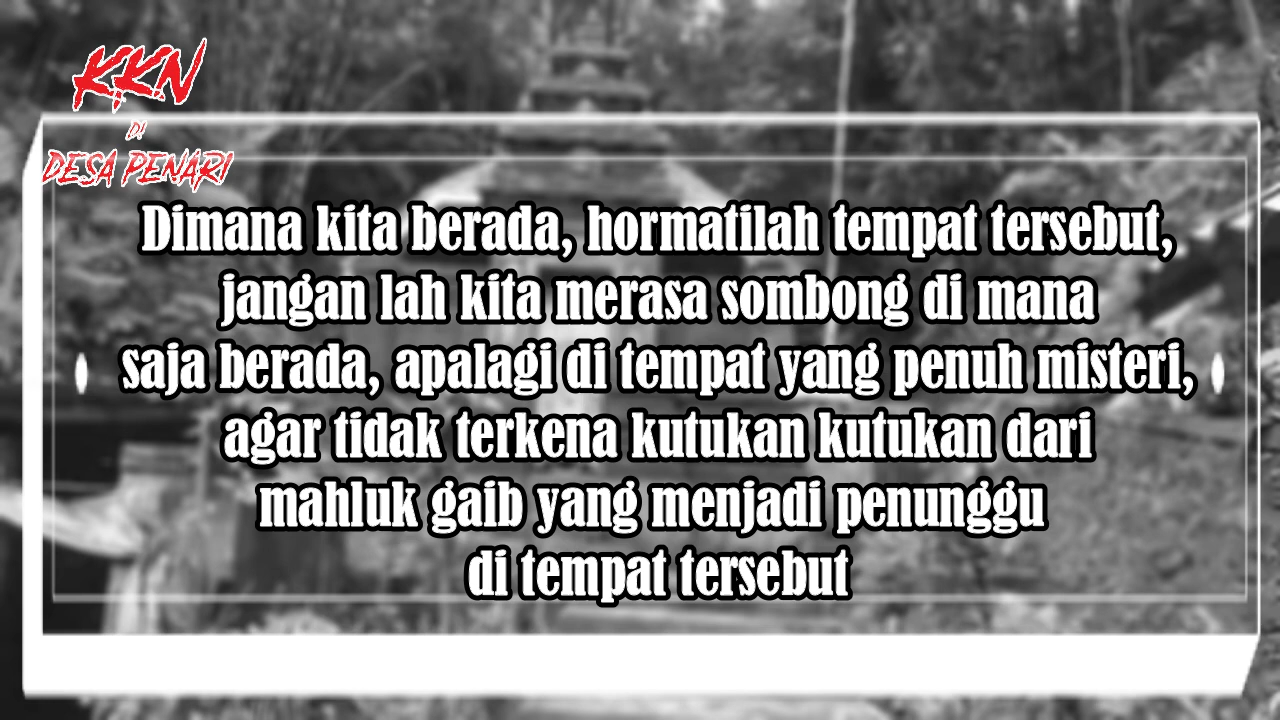 KKN
DI
DESA PENARI
Dimana kita berada, hormatilah tempat tersebut,
jangan lah kita merasa sombong di mana
saja berada, apalagi di tempat yang penuh misteri,
agar tidak terkena kutukan kutukan dari
mahluk gaib yang menjadi penunggu
di tempat tersebut